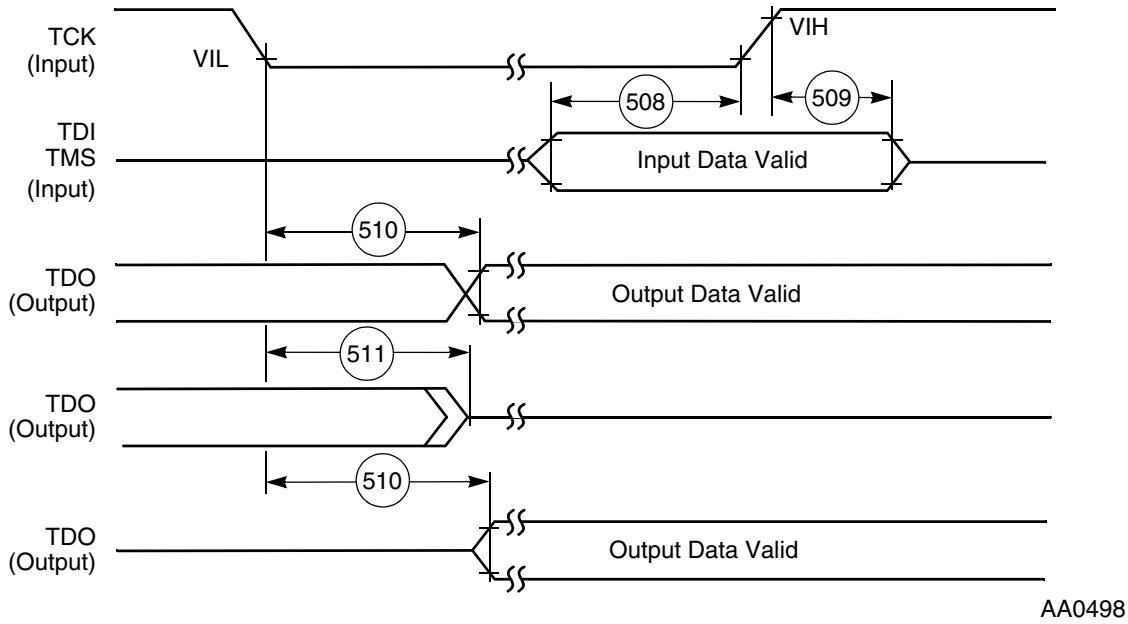 TCK
(Input)
VIL
VIH
508
509
TDI
TMS
(Input)
Input Data Valid
510
TDO
(Output)
Output Data Valid
511
TDO
(Output)
510
TDO
(Output)
Output Data Valid
AA0498